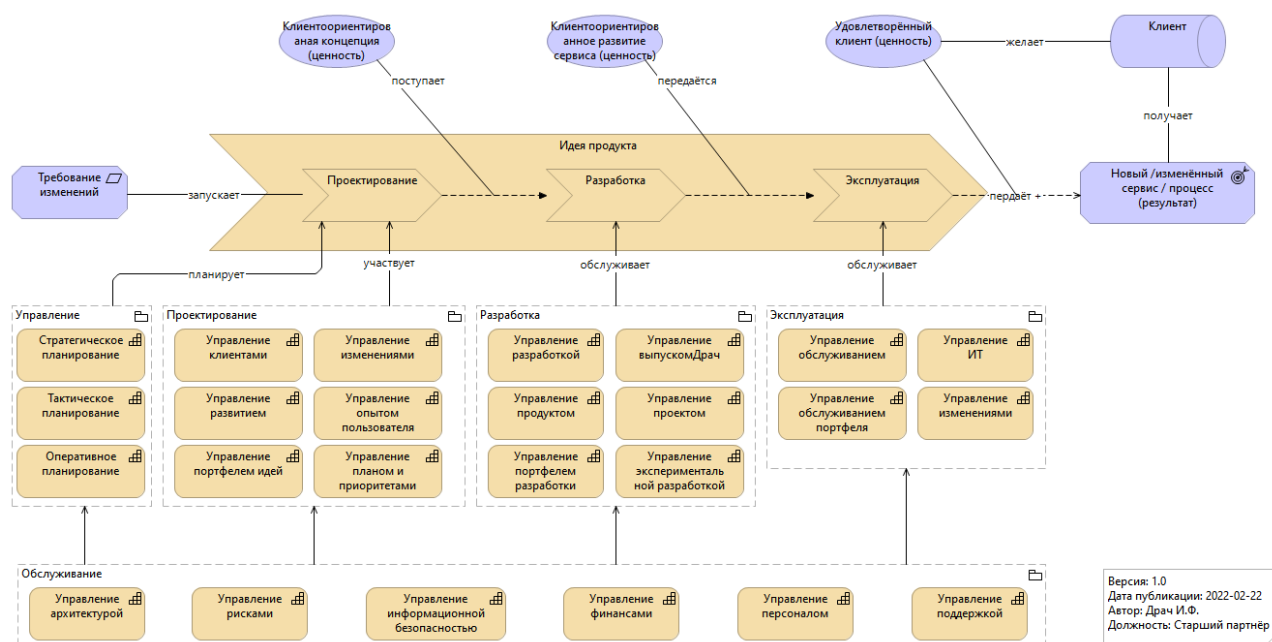 Клиентоориентиров
аная концепция
(ценность)
Клиентоориентиров
анное развитие
сервиса (ценность)
Удовлетворённый
клиент (ценность)
желает
Клиент
поступает
передаётся
получает
Идея продукта
Требование
изменений
запускает
Проектирование
Разработка
Эксплуатация
пердаёт +
Новый /изменённый
сервис / процесс
(результат)
планирует
участвует
обслуживает
обслуживает
Управление
Стратегическое
планирование
Тактическое
планирование
Оперативное
планирование
Проектирование
Управление
клиентами
Управление
изменениями
Управление
развитием
Управление
опытом
пользователя
Управление
портфелем идей
Управление
планом и
приоритетами
Разработка
Управление
разработкой
Управление
выпускомДрач
Управление
продуктом
Управление
проектом
Управление
портфелем
разработки
Управление
эксперименталь
ной разработкой
Эксплуатация
Управление
обслуживанием
Управление
ИТ
Управление
обслуживанием
портфеля
Управление
изменениями
Обслуживание
Управление
архитектурой
Управление
рисками
Управление
информационной
безопасностью
Управление
финансами
Управление
персоналом
Управление
поддержкой
Версия: 1.0
Дата публикации: 2022-02-22
Автор: Драч И.Ф.
Должность: Старший партнёр